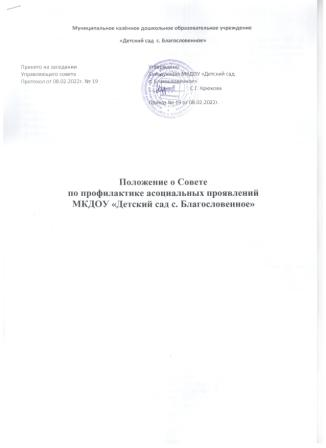 Муниципальное казённое дошкольное образовательное учреждение
«Детский сад с. Благословенное»
Принято на заседании
Управляющего совета
Протокол от 08.02.2022г. № 19
Утверждено
Заведующая МКДОУ «Детский сад
с. Благословенное»
С.Г. Крюкова
Приказ № 19 от 08.02.2022г.
Положение о Совете
по профилактике асоциальных проявлений
МКДОУ «Детский сад с. Благословенное»